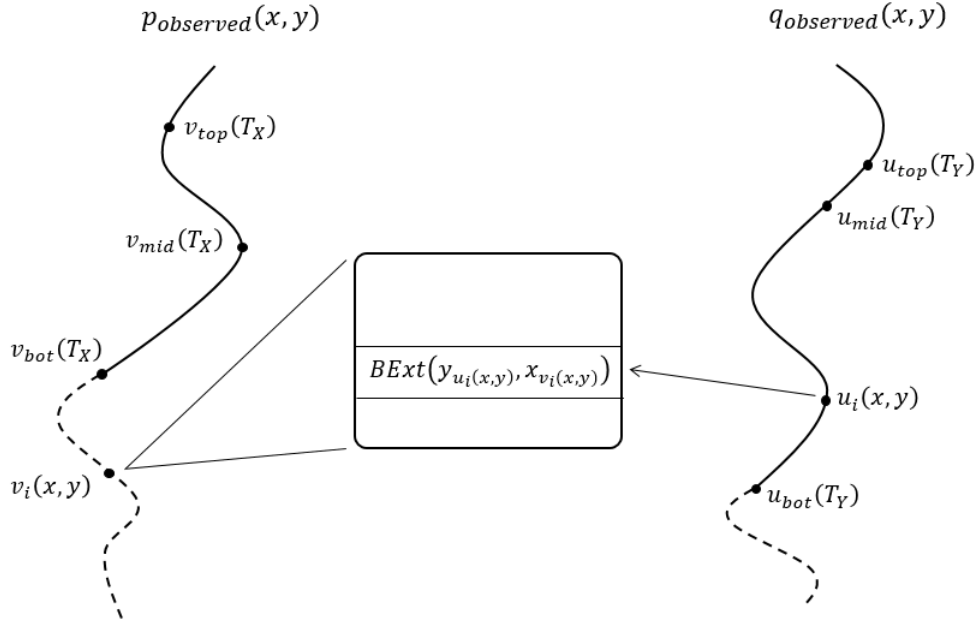 p_{observed}(x, y)
q_{observed}(x, y)
v_{top}(T_X)
u_{top}(T_Y)
u_{mid}(T_Y)
v_{mid}(T_X)
v_{bot}(T_X)
BExt(y_{u_i(x,y)}, x_{v_i(x,y)})
u_i(x, y)
v_i(x, y)
u_{bot}(T_Y)